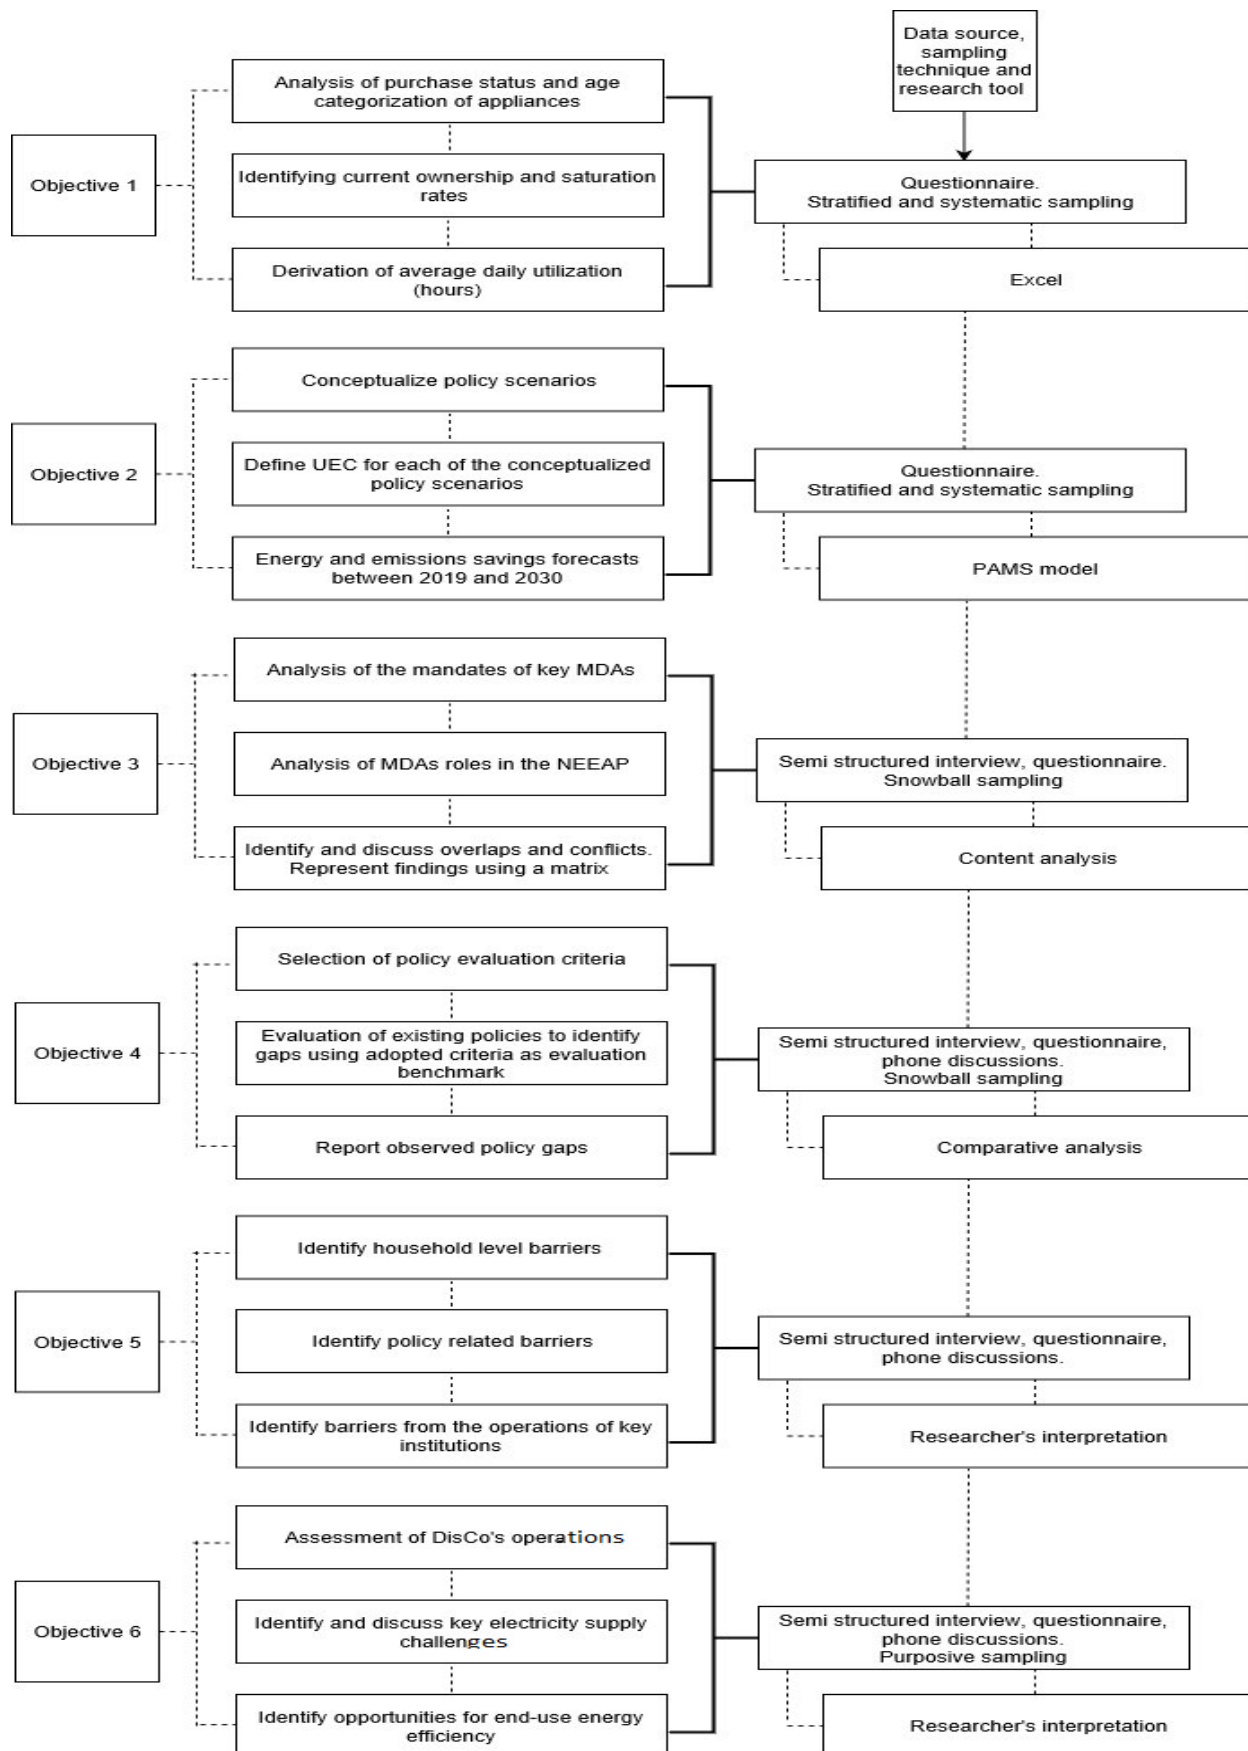 Data source,
sampling
technique and
research tool
Objective 1
Analysis of purchase status and age
categorization of appliances
Identifying current ownership and saturation
rates
Derivation of average daily utilization
(hours)
Questionnaire.
Stratified and systematic sampling
Excel
Objective 2
Conceptualize policy scenarios
Define UEC for each of the conceptualized
policy scenarios
Energy and emissions savings forecasts
between 2019 and 2030
Questionnaire.
Stratified and systematic sampling
PAMS model
Objective 3
Analysis of the mandates of key MDAs
Analysis of MDAs roles in the NEEAP
Identify and discuss overlaps and conflicts.
Represent findings using a matrix
Semi structured interview, questionnaire.
Snowball sampling
Content analysis
Objective 4
Selection of policy evaluation criteria
Evaluation of existing policies to identify
gaps using adopted criteria as evaluation
benchmark
Report observed policy gaps
Semi structured interview, questionnaire,
phone discussions.
Snowball sampling
Comparative analysis
Objective 5
Identify household level barriers
Identify policy related barriers
Identify barriers from the operations of key
institutions
Semi structured interview, questionnaire,
phone discussions.
Researcher's interpretation
Objective 6
Assessment of DisCo's operations
Identify and discuss key electricity supply
challenges
Identify opportunities for end-use energy
efficiency
Semi structured interview, questionnaire,
phone discussions.
Purposive sampling
Researcher's interpretation